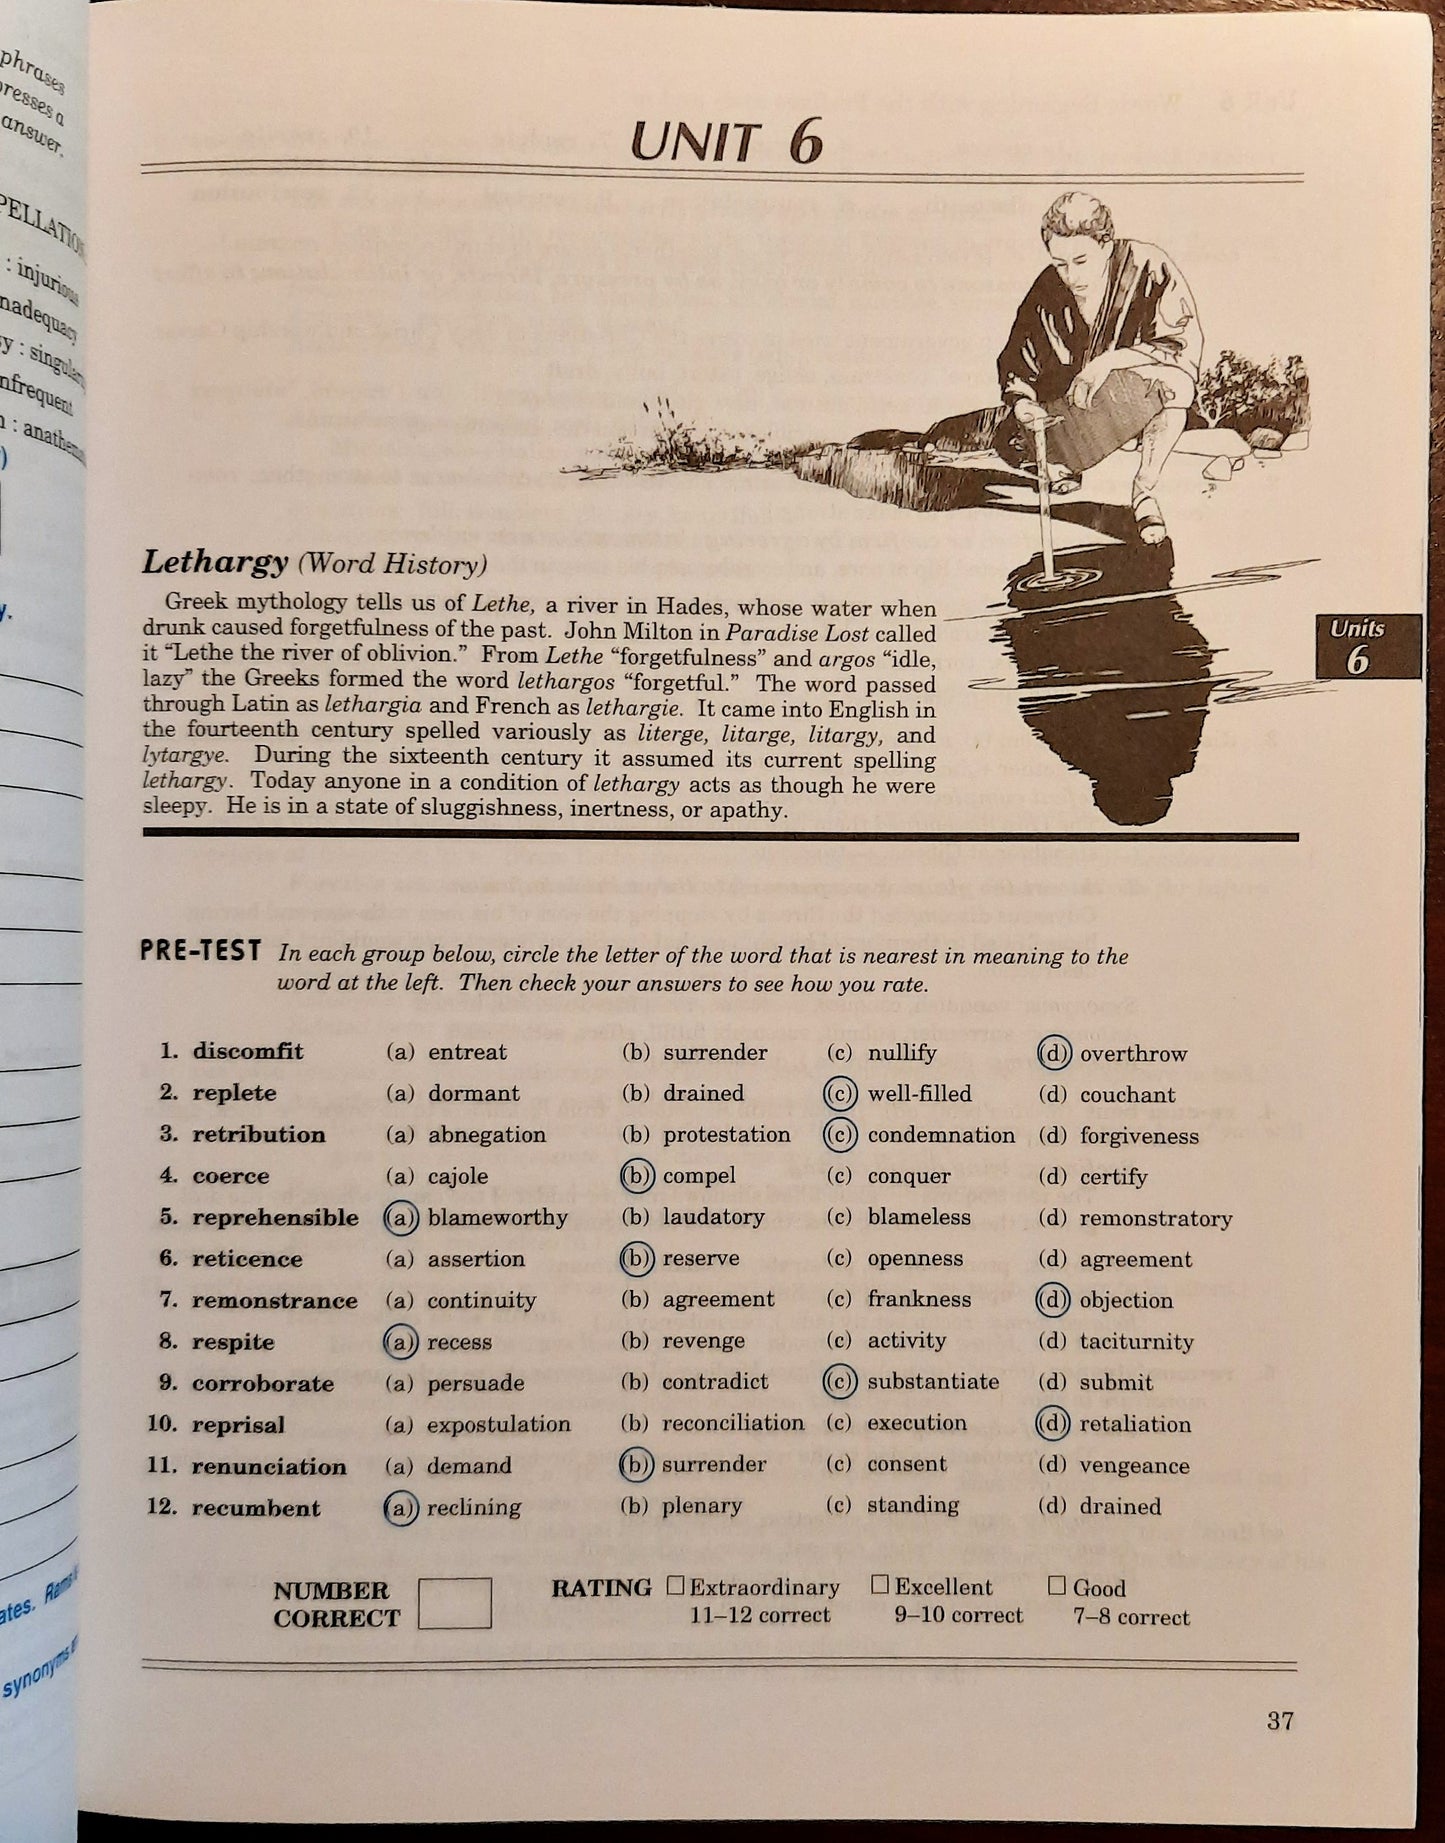 phrases
answer.
: injurious
nadequacy
nfrequent
y.
synonyms
UNIT 6
Lethargy (Word History)
Greek mythology tells us of Lethe, a river in Hades, whose water when
drunk caused forgetfulness of the past. John Milton in Paradise Lost called
it “Lethe the river of oblivion.” From Lethe “forgetfulness” and argos “idle,
lazy” the Greeks formed the word lethargos “forgetful.” The word passed
through Latin as lethargia and French as lethargie. It came into English in
the fourteenth century spelled variously as literge, litarge, litargy, and
lytargye. During the sixteenth century it assumed its current spelling
lethargy. Today anyone in a condition of lethargy acts as though he were
sleepy. He is in a state of sluggishness, inertness, or apathy.
Units
6
PRE-TEST In each group below, circle the letter of the word that is nearest in meaning to the
word at the left. Then check your answers to see how you rate.
1. discomfit (a) entreat (b) surrender (c) nullify (d) overthrow
2. replete (a) dormant (b) drained (c) well-filled (d) couchant
3. retribution (a) abnegation (b) protestation (c) condemnation (d) forgiveness
4. coerce (a) cajole (b) compel (c) conquer (d) certify
5. reprehensible (a) blameworthy (b) laudatory (c) blameless (d) remonstratory
6. reticence (a) assertion (b) reserve (c) openness (d) agreement
7. remonstrance (a) continuity (b) agreement (c) frankness (d) objection
8. respite (a) recess (b) revenge (c) activity (d) taciturnity
9. corroborate (a) persuade (b) contradict (c) substantiate (d) submit
10. reprisal (a) expostulation (b) reconciliation (c) execution (d) retaliation
11. renunciation (a) demand (b) surrender (c) consent (d) vengeance
12. recumbent (a) reclining (b) plenary (c) standing (d) drained
NUMBER
CORRECT
RATING Extraordinary Excellent Good
11–12 correct 9–10 correct 7–8 correct
37